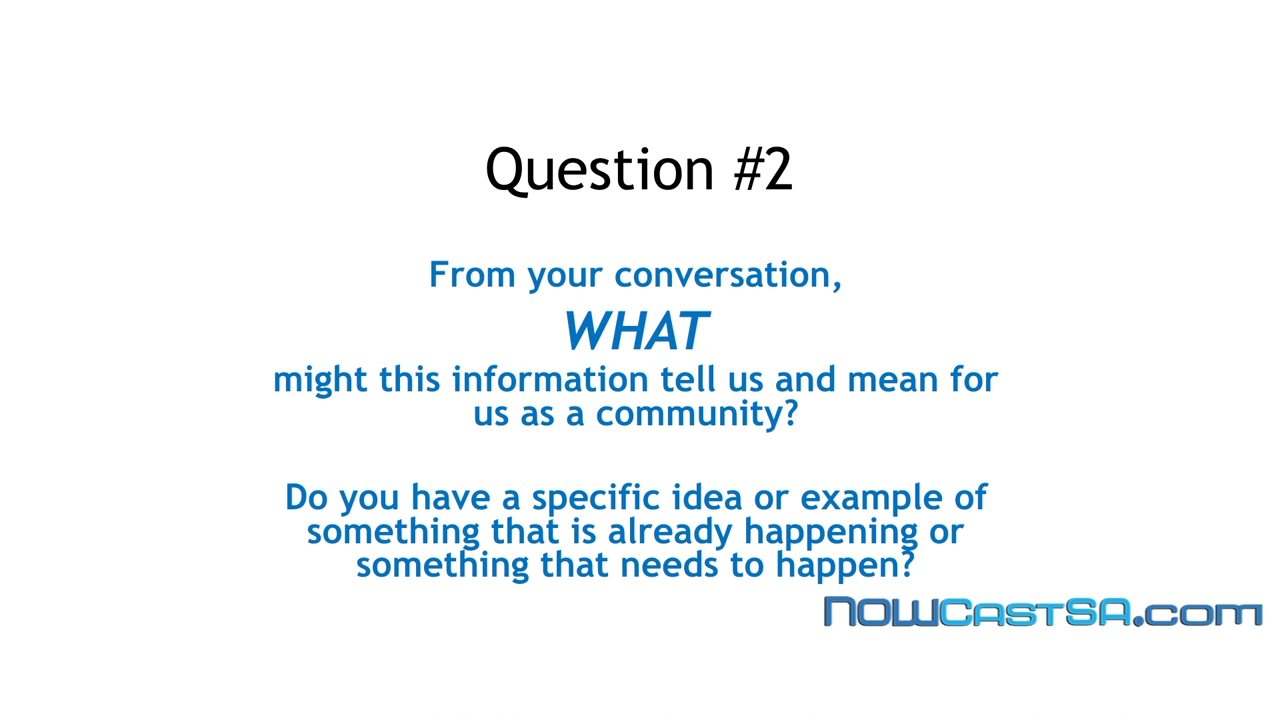 Question #2
From your conversation,
WHAT
might this information tell us and mean for
us as a community?
Do you have a specific idea or example of
something that is already happening or
something that needs to happen?
NOWCastSA.com